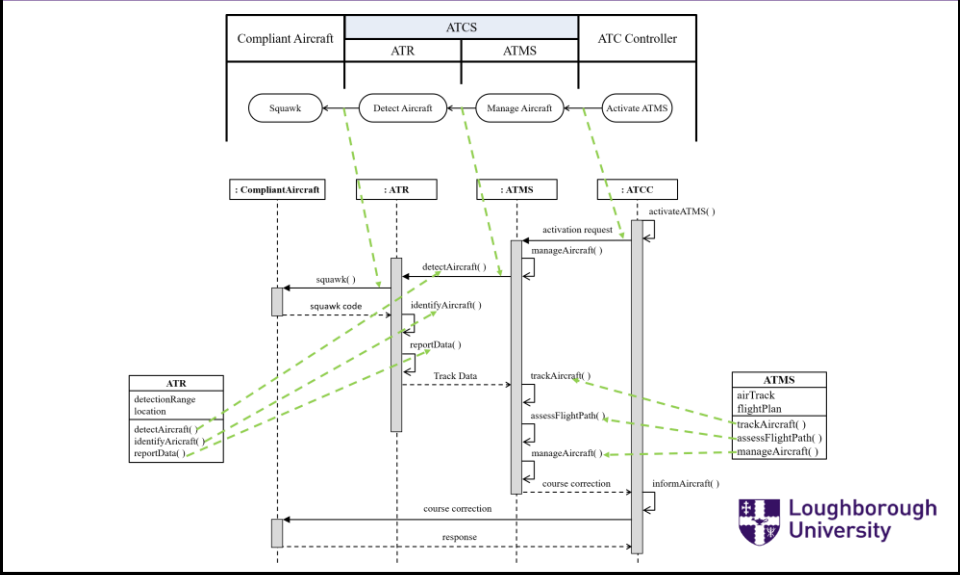 ATCS
Compliant Aircraft
ATC Controller
ATR
ATMS
Squawk
Detect Aircraft
Manage Aircraft
Activate ATMS
: CompliantAircraft
: ATR
: ATMS
: ATCC
activateATMS( )
activation request
manageAircraft( )
detectAircraft( )
squawk( )
squawk code
identifyAircraft( )
reportData( )
Track Data
trackAircraft( )
assessFlightPath( )
manageAircraft( )
course correction
informAircraft( )
course correction
response
ATR
detectionRange
location
detectAircraft( )
identifyAricraft( )
reportData( )
ATMS
airTrack
flightPlan
trackAircraft( )
assessFlightPath( )
manageAircraft( )
Loughborough
University